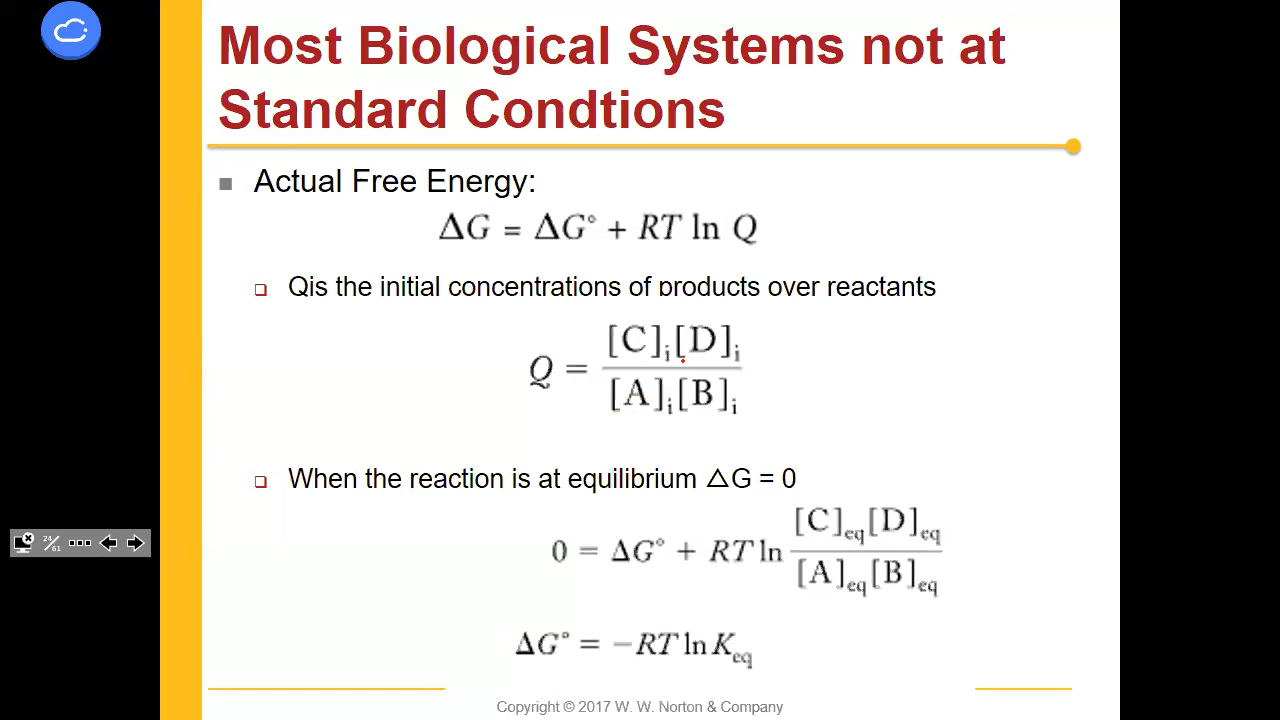 Most Biological Systems not at
Standard Condtions
Actual Free Energy:
ΔG = ΔG° + RT ln Q
Qis the initial concentrations of products over reactants
Q = [C]i[D]i / [A]i[B]i
When the reaction is at equilibrium △G = 0
0 = ΔG° + RT ln [C]eq[D]eq / [A]eq[B]eq
ΔG° = −RT ln Keq
24/61
Copyright © 2017 W. W. Norton & Company